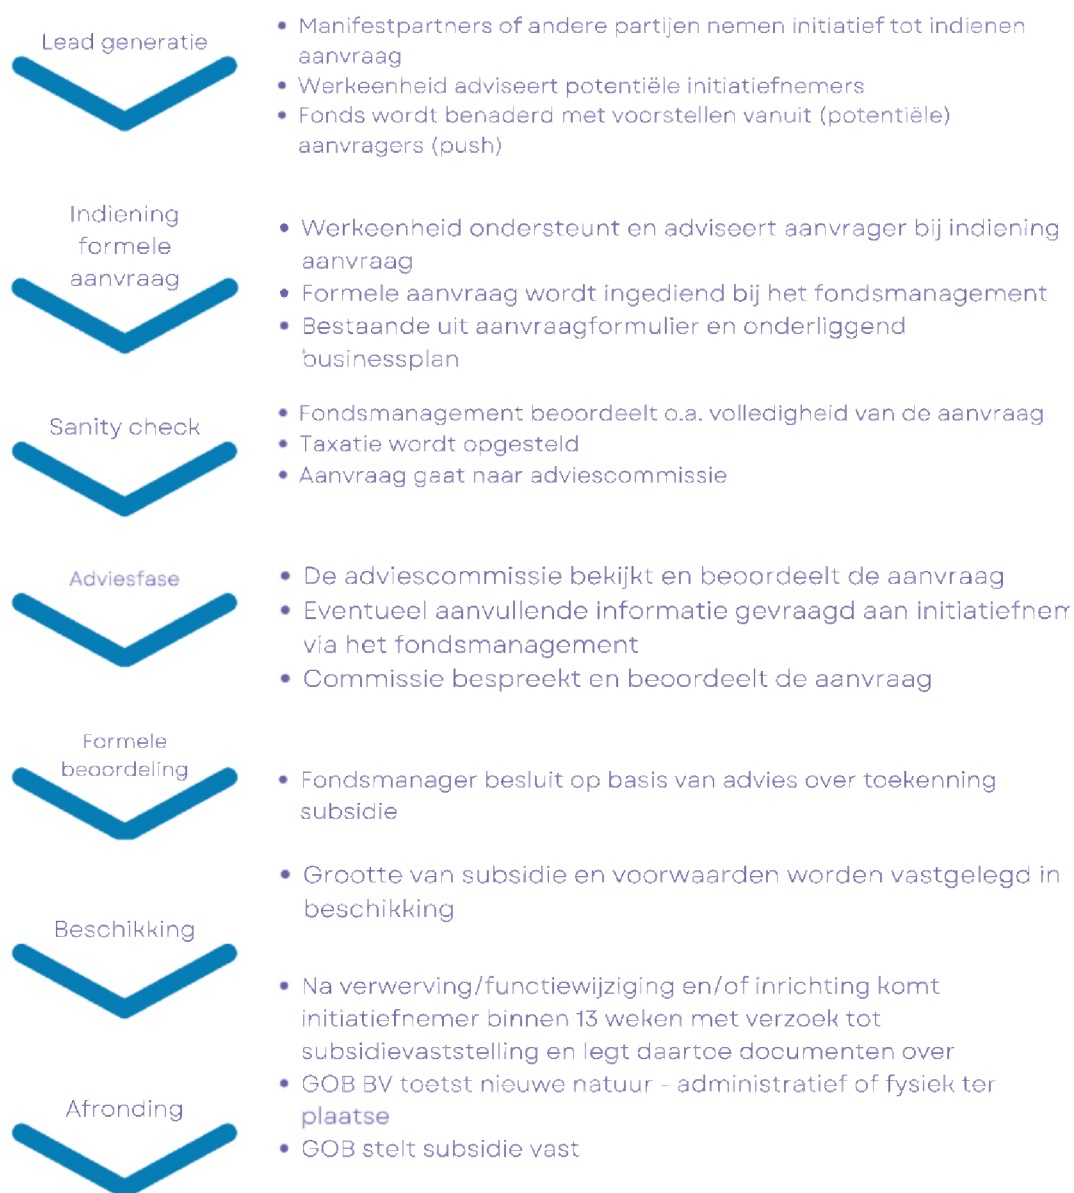 Lead generatie
• Manifestpartners of andere partijen nemen initiatief tot indienen
aanvraag
• Werkeenheid adviseert potentiële initiatiefnemers
• Fonds wordt benaderd met voorstellen vanuit (potentiële)
aanvragers (push)
Indiening
formele
aanvraag
• Werkeenheid ondersteunt en adviseert aanvrager bij indiening
aanvraag
• Formele aanvraag wordt ingediend bij het fondsmanagement
• Bestaande uit aanvraagformulier en onderliggend
businessplan
Sanity check
• Fondsmanagement beoordeelt o.a. volledigheid van de aanvraag
• Taxatie wordt opgesteld
• Aanvraag gaat naar adviescommissie
Adviesfase
• De adviescommissie bekijkt en beoordeelt de aanvraag
• Eventueel aanvullende informatie gevraagd aan initiatiefnem
via het fondsmanagement
• Commissie bespreekt en beoordeelt de aanvraag
Formele
beoordeling
• Fondsmanager besluit op basis van advies over toekenning
subsidie
Beschikking
• Grootte van subsidie en voorwaarden worden vastgelegd in
beschikking
Afronding
• Na verwerving/functiewijziging en/of inrichting komt
initiatiefnemer binnen 13 weken met verzoek tot
subsidievaststelling en legt daartoe documenten over
• GOB BV toetst nieuwe natuur - administratief of fysiek ter
plaatse
• GOB stelt subsidie vast